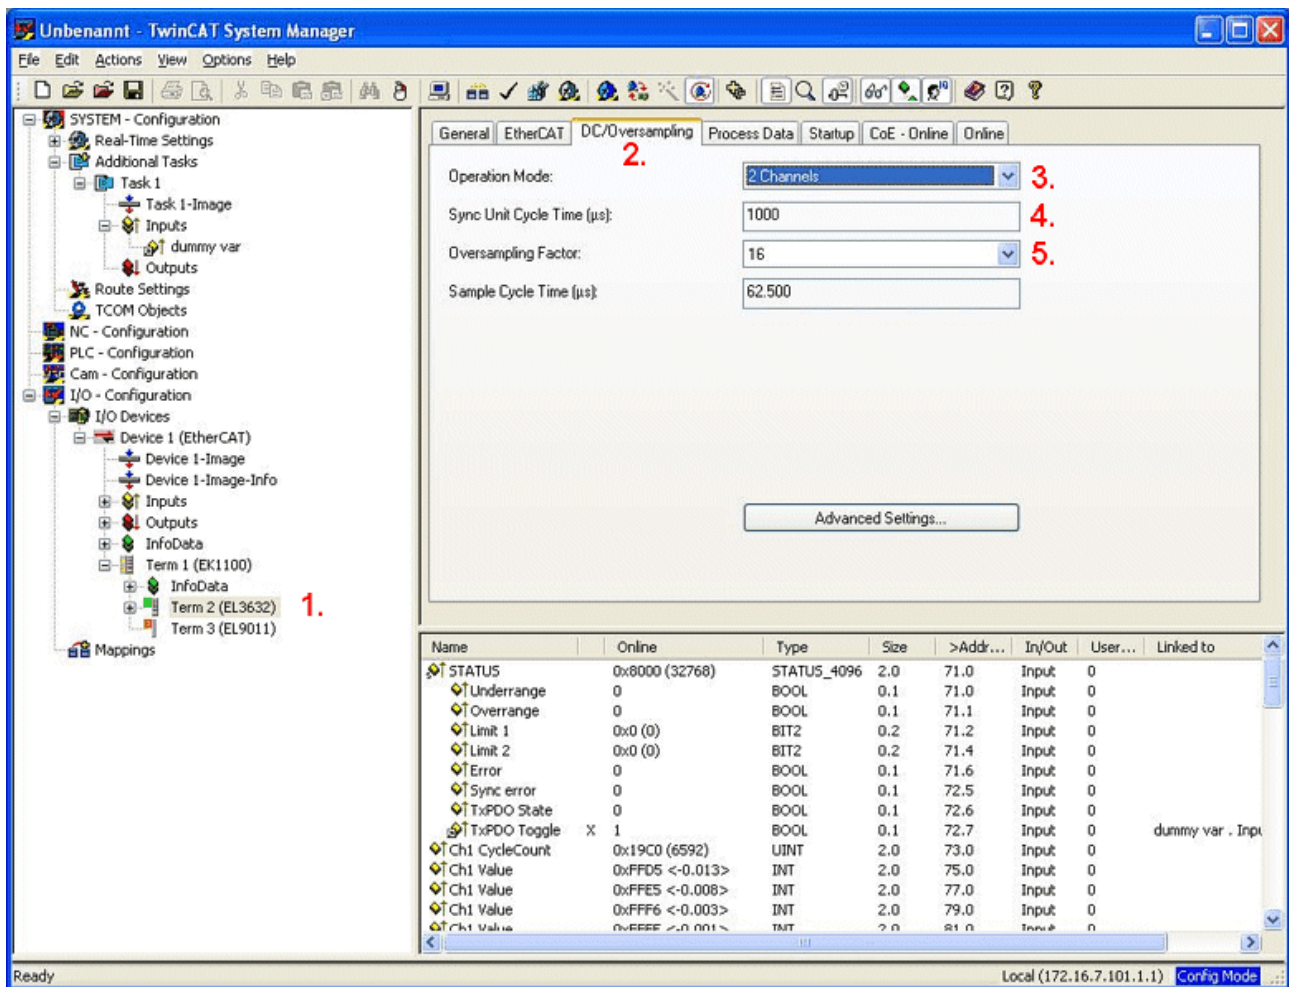 Unbenannt - TwinCAT System Manager
File Edit Actions View Options Help
SYSTEM - Configuration
Real-Time Settings
Additional Tasks
Task 1
Task 1-Image
Inputs
dummy var
Outputs
Route Settings
TCOM Objects
NC - Configuration
PLC - Configuration
Cam - Configuration
I/O - Configuration
I/O Devices
Device 1 (EtherCAT)
Device 1-Image
Device 1-Image-Info
Inputs
Outputs
InfoData
Term 1 (EK1100)
InfoData
Term 2 (EL3632) 1.
Term 3 (EL9011)
Mappings
General EtherCAT DC/Oversampling Process Data Startup CoE - Online Online
2.
Operation Mode: 2 Channels 3.
Sync Unit Cycle Time (µs): 1000 4.
Oversampling Factor: 16 5.
Sample Cycle Time (µs): 62.500
Advanced Settings...
Name Online Type Size >Addr... In/Out User... Linked to
STATUS 0x8000 (32768) STATUS_4096 2.0 71.0 Input 0
Underrange 0 BOOL 0.1 71.0 Input 0
Overrange 0 BOOL 0.1 71.1 Input 0
Limit 1 0x0 (0) BIT2 0.2 71.2 Input 0
Limit 2 0x0 (0) BIT2 0.2 71.4 Input 0
Error 0 BOOL 0.1 71.6 Input 0
Sync error 0 BOOL 0.1 72.5 Input 0
TxPDO State 0 BOOL 0.1 72.6 Input 0
TxPDO Toggle X 1 BOOL 0.1 72.7 Input 0 dummy var . Inpu
Ch1 CycleCount 0x19C0 (6592) UINT 2.0 73.0 Input 0
Ch1 Value 0xFFD5 <-0.013> INT 2.0 75.0 Input 0
Ch1 Value 0xFFE5 <-0.008> INT 2.0 77.0 Input 0
Ch1 Value 0xFFF6 <-0.003> INT 2.0 79.0 Input 0
Ch1 Value <-0.001> INT 2.0 81.0 Input 0
Ready
Local (172.16.7.101.1.1) Config Mode